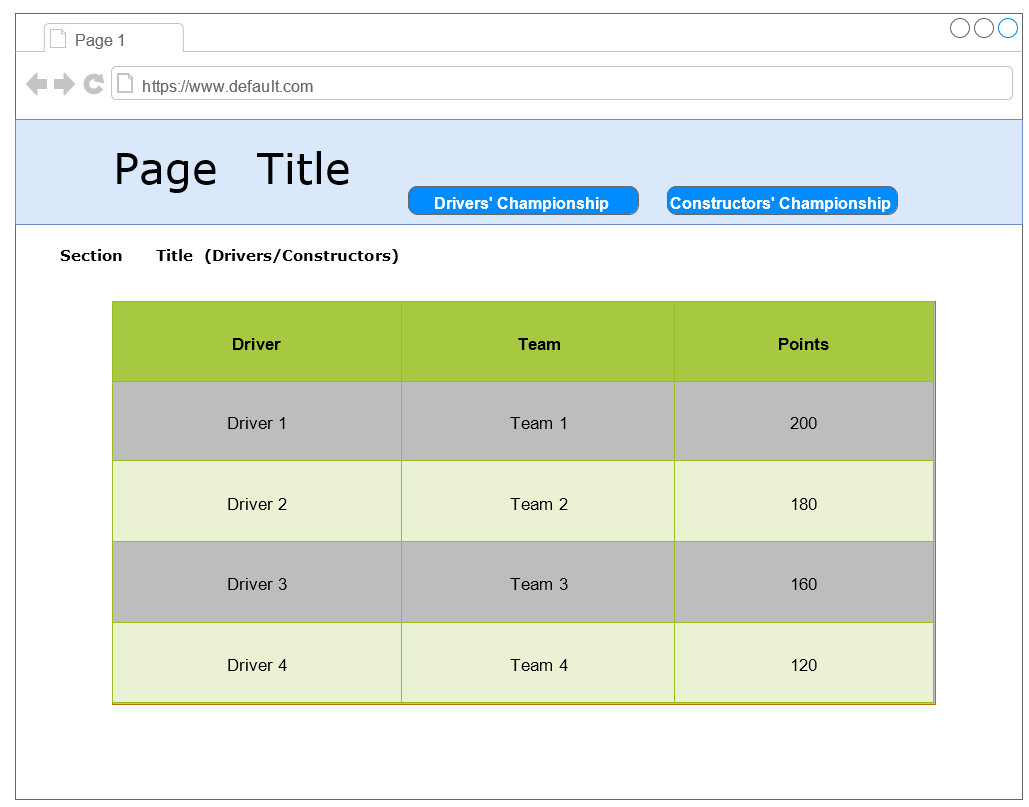 Page 1
https://www.default.com
Page Title
Drivers' Championship Constructors' Championship
Section Title (Drivers/Constructors)
Driver Team Points
Driver 1 Team 1 200
Driver 2 Team 2 180
Driver 3 Team 3 160
Driver 4 Team 4 120